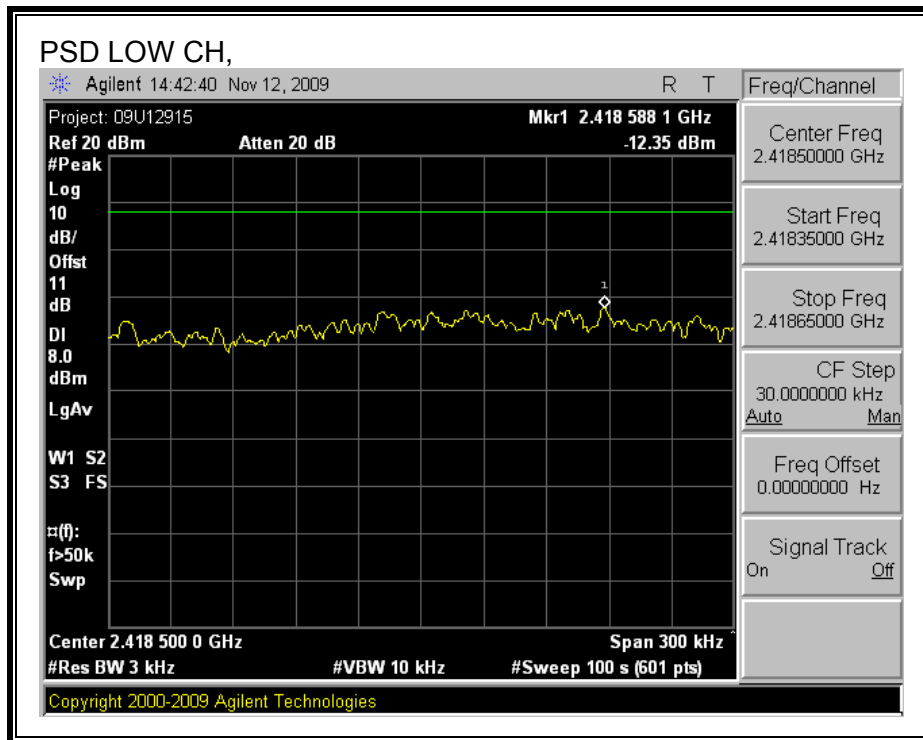 PSD LOW CH,
Agilent 14:42:40 Nov 12, 2009 R T
Project: 09U12915 Mkr1 2.418 588 1 GHz
Ref 20 dBm Atten 20 dB -12.35 dBm
#Peak
Log
10
dB/
Offst
11
dB
DI
8.0
dBm
LgAv
W1 S2
S3 FS
¤(f):
f>50k
Swp
1
Center 2.418 500 0 GHz Span 300 kHz ^
#Res BW 3 kHz #VBW 10 kHz #Sweep 100 s (601 pts)
Copyright 2000-2009 Agilent Technologies
Freq/Channel
Center Freq
2.41850000 GHz
Start Freq
2.41835000 GHz
Stop Freq
2.41865000 GHz
CF Step
30.0000000 kHz
Auto Man
Freq Offset
0.00000000 Hz
Signal Track
On Off